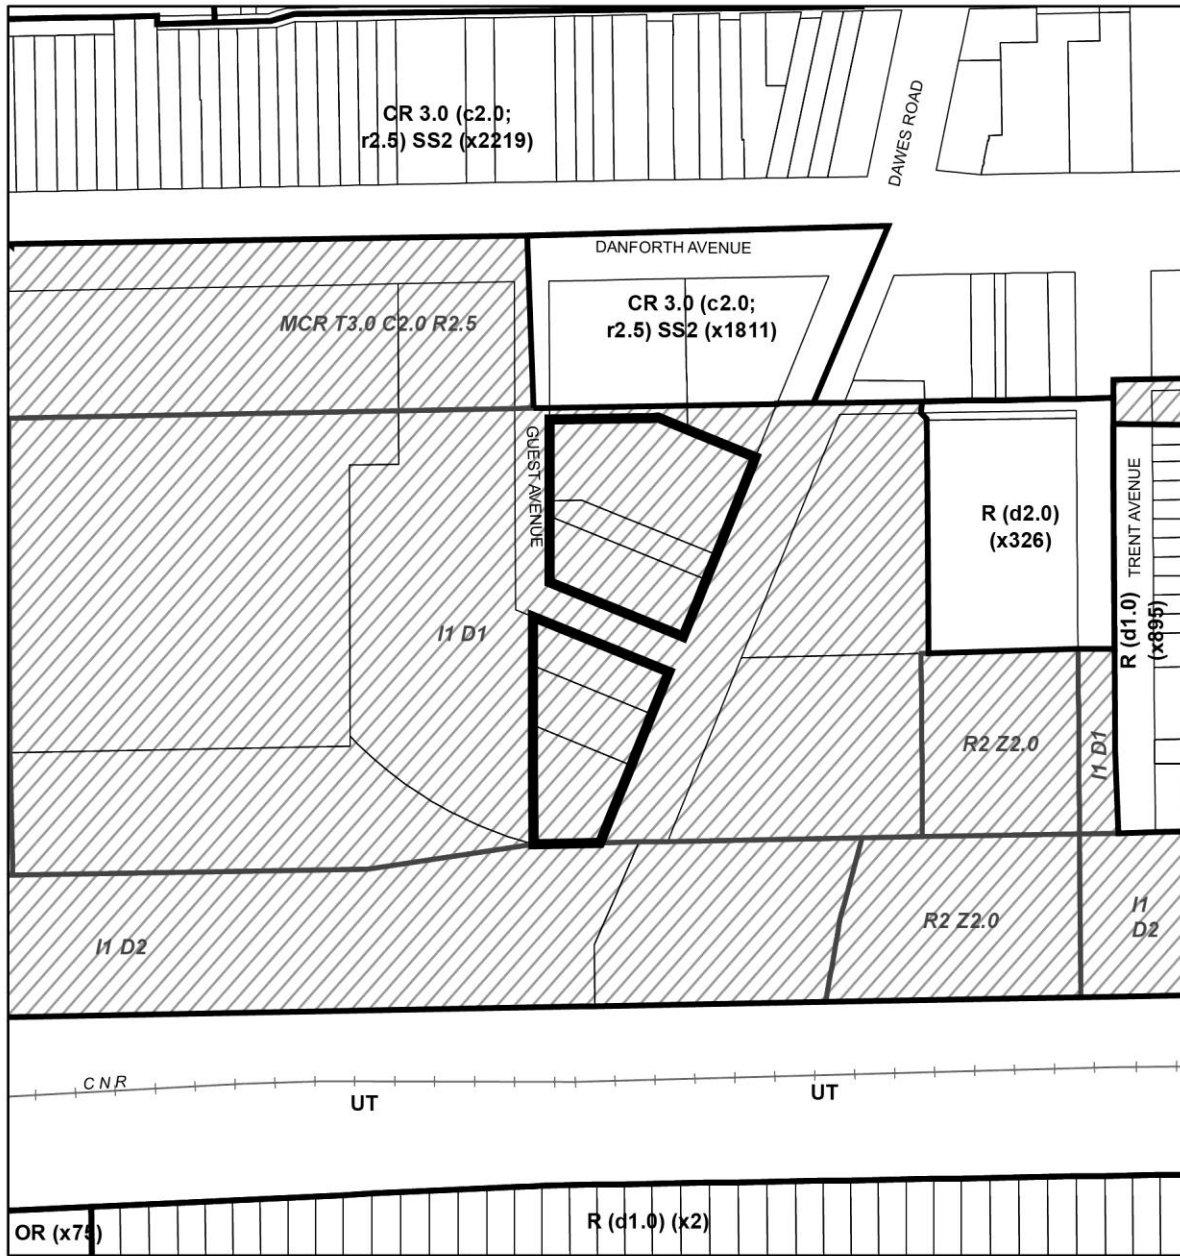 CR 3.0 (c2.0;
r2.5) SS2 (x2219)
DAWES ROAD
DANFORTH AVENUE
MCR T3.0 C2.0 R2.5
CR 3.0 (c2.0;
r2.5) SS2 (x1811)
GUEST AVENUE
I1 D1
R (d2.0)
(x326)
TRENT AVENUE
R (d1.0)
(x895)
R2 Z2.0
I1 D1
I1 D2
R2 Z2.0
I1
D2
CNR
UT
UT
OR (x75)
R (d1.0) (x2)